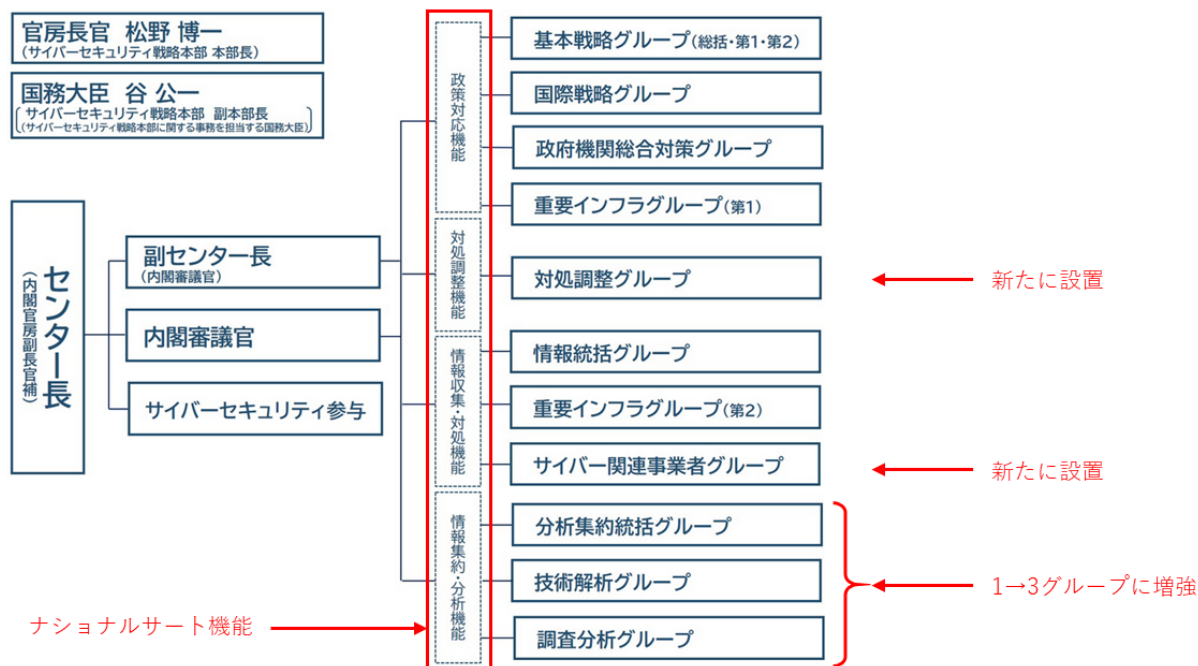 官房長官 松野 博一
(サイバーセキュリティ戦略本部 本部長)
国務大臣 谷 公一
サイバーセキュリティ戦略本部 副本部長
(サイバーセキュリティ戦略本部に関する事務を担当する国務大臣)
センター長
(内閣官房副長官補)
副センター長
(内閣審議官)
内閣審議官
サイバーセキュリティ参与
政策対応機能
基本戦略グループ(総括・第1・第2)
国際戦略グループ
政府機関総合対策グループ
重要インフラグループ(第1)
対処調整機能
対処調整グループ
新たに設置
情報収集・対処機能
情報統括グループ
重要インフラグループ(第2)
サイバー関連事業者グループ
新たに設置
情報集約・分析機能
分析集約統括グループ
技術解析グループ
調査分析グループ
1→3グループに増強
ナショナルサート機能